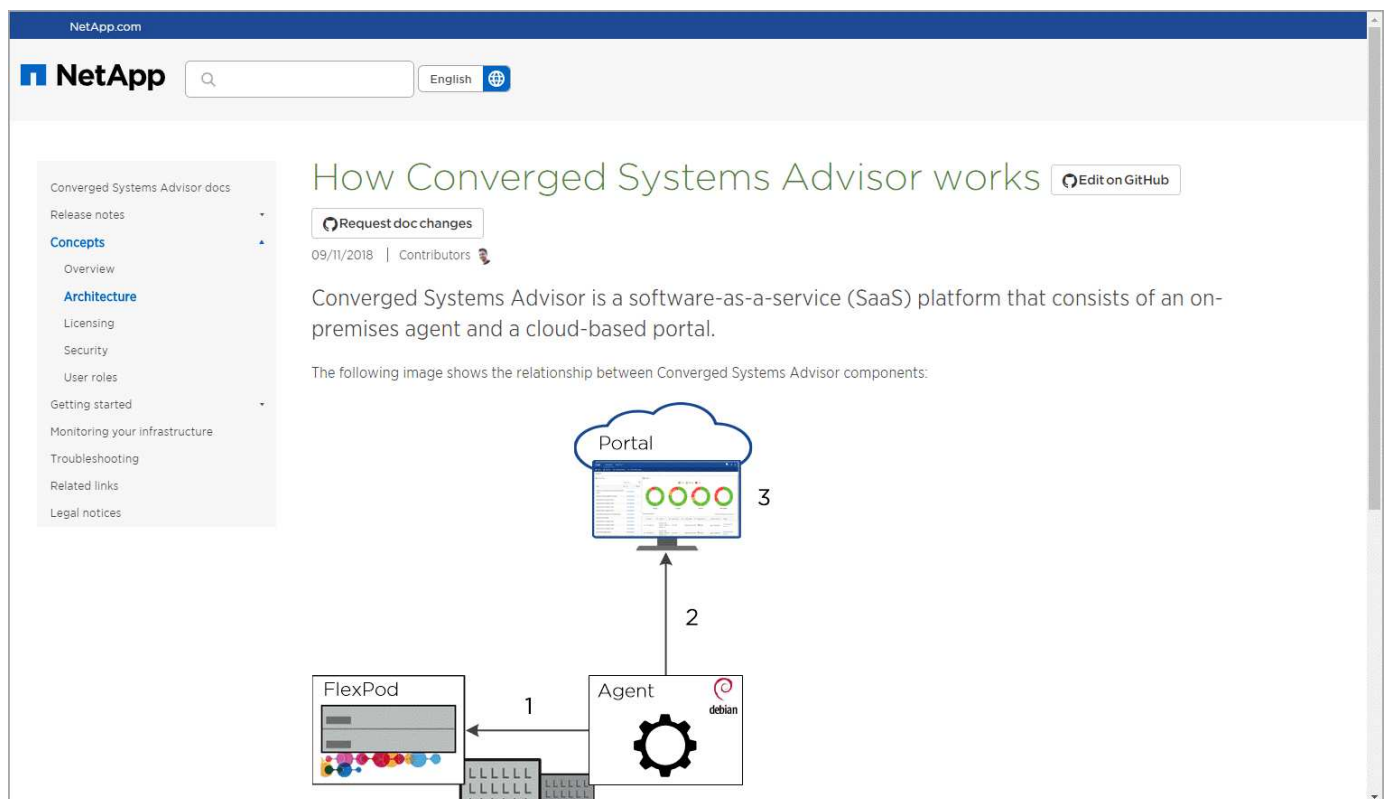 NetApp.com
NetApp
English
Converged Systems Advisor docs
Release notes
Concepts
Overview
Architecture
Licensing
Security
User roles
Getting started
Monitoring your infrastructure
Troubleshooting
Related links
Legal notices
How Converged Systems Advisor works Edit on GitHub
Request doc changes
09/11/2018 | Contributors
Converged Systems Advisor is a software-as-a-service (SaaS) platform that consists of an on-
premises agent and a cloud-based portal.
The following image shows the relationship between Converged Systems Advisor components:
Portal
3
2
FlexPod
1
Agent
debian
LLLLLL
LLLLLL
LLLLLL